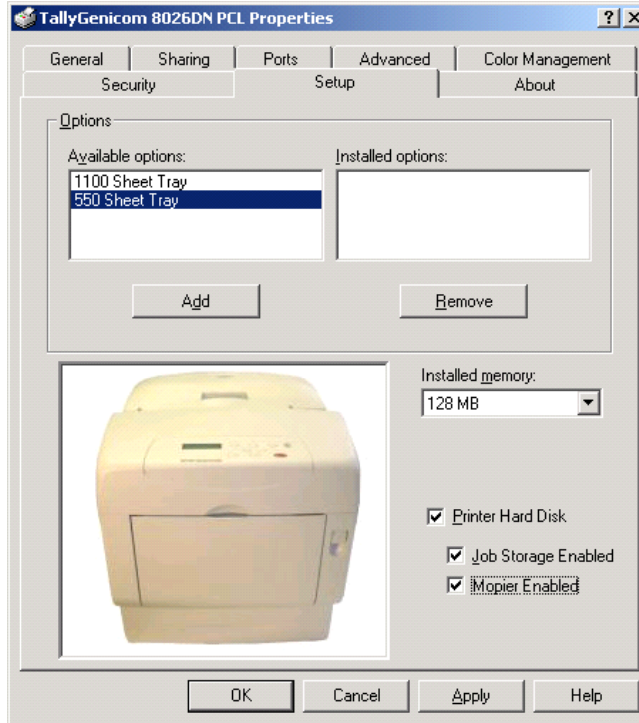 TallyGenicom 8026DN PCL Properties
General Sharing Ports Advanced Color Management
Security Setup About
Options
Available options: Installed options:
1100 Sheet Tray
550 Sheet Tray
Add Remove
Installed memory:
128 MB
Printer Hard Disk
Job Storage Enabled
Mopier Enabled
OK Cancel Apply Help